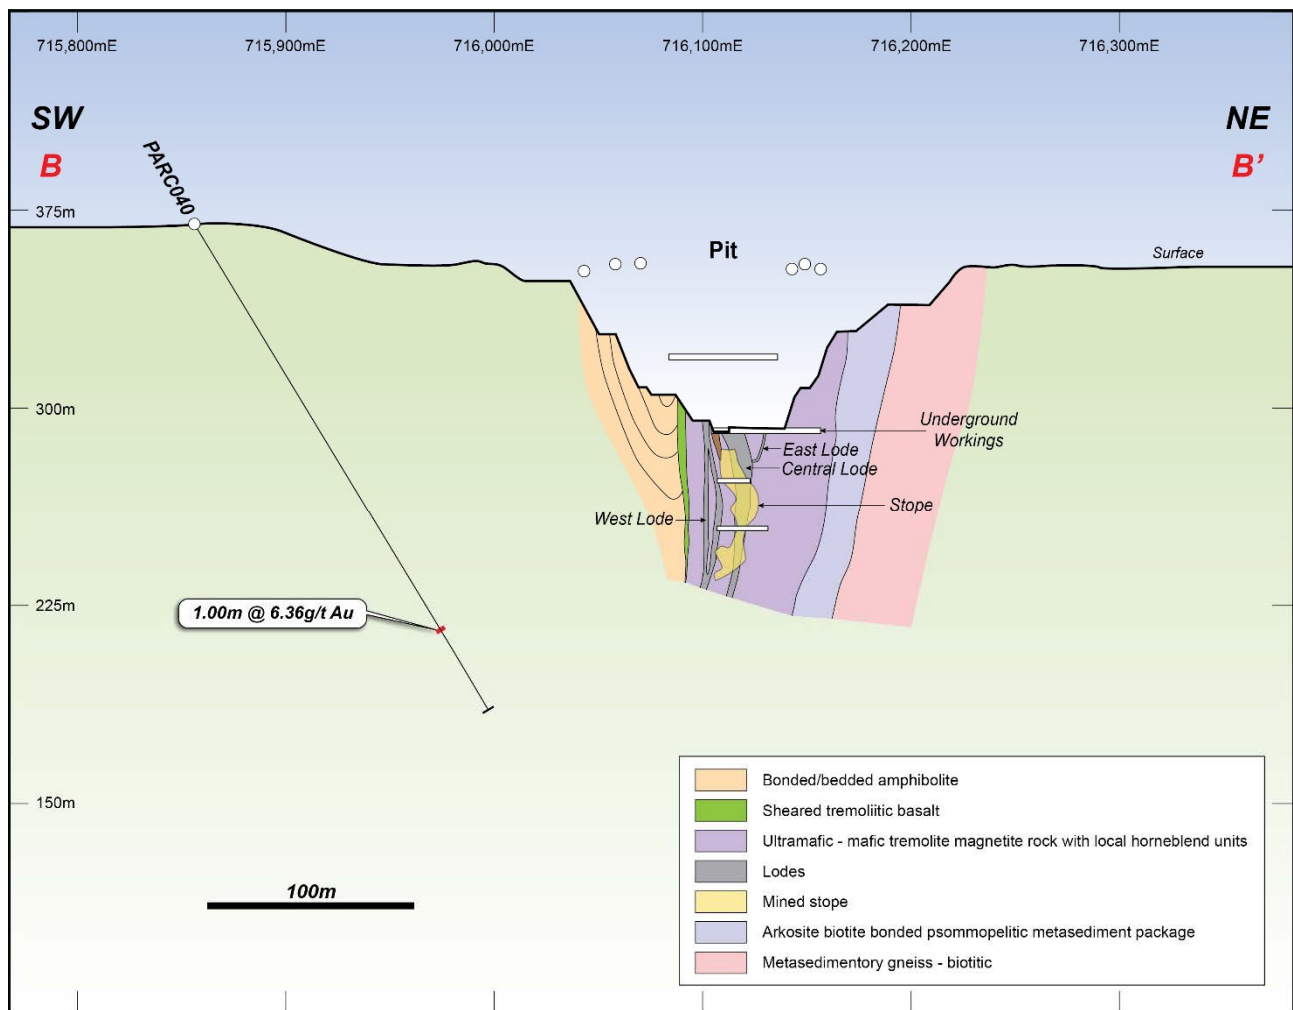 715,800mE 715,900mE 716,000mE 716,100mE 716,200mE 716,300mE
SW
NE
B
B’
PARC040
375m
Pit
Surface
300m
Underground
Workings
East Lode
Central Lode
West Lode
Stope
225m
1.00m @ 6.36g/t Au
150m
100m
Bonded/bedded amphibolite
Sheared tremoliitic basalt
Ultramafic - mafic tremolite magnetite rock with local horneblend units
Lodes
Mined stope
Arkosite biotite bonded psommopelitic metasediment package
Metasedimentory gneiss - biotitic